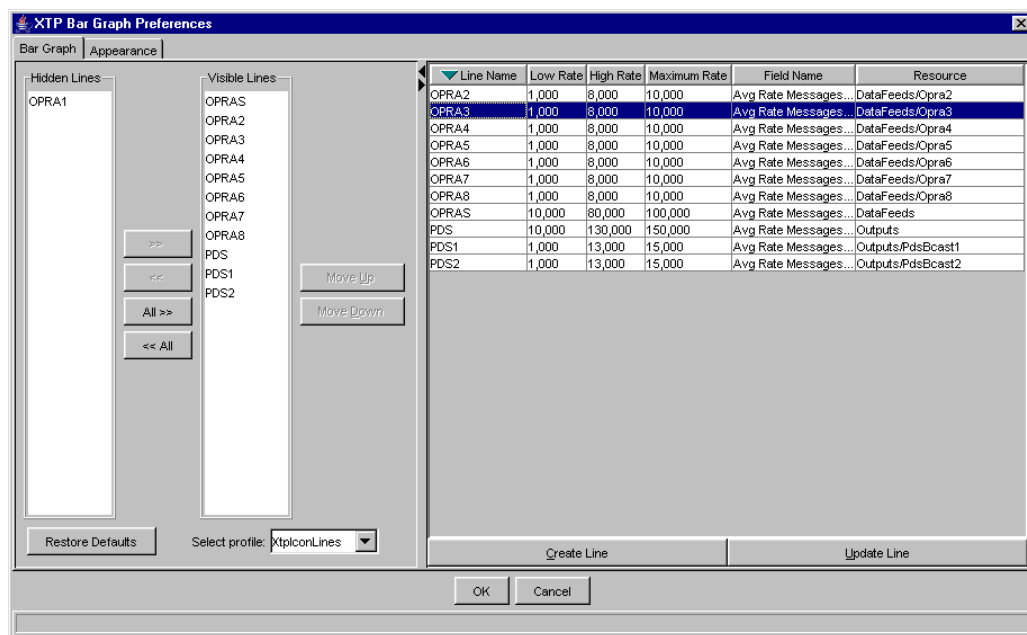 XTP Bar Graph Preferences
Bar Graph Appearance
Hidden Lines
OPRA1
>>
<<
All >>
<< All
Visible Lines
OPRAS
OPRA2
OPRA3
OPRA4
OPRA5
OPRA6
OPRA7
OPRA8
PDS
PDS1
PDS2
Move Up
Move Down
Restore Defaults
Select profile: XtpIconLines
Line Name Low Rate High Rate Maximum Rate Field Name Resource
OPRA2 1,000 8,000 10,000 Avg Rate Messages... DataFeeds/Opra2
OPRA3 1,000 8,000 10,000 Avg Rate Messages... DataFeeds/Opra3
OPRA4 1,000 8,000 10,000 Avg Rate Messages... DataFeeds/Opra4
OPRA5 1,000 8,000 10,000 Avg Rate Messages... DataFeeds/Opra5
OPRA6 1,000 8,000 10,000 Avg Rate Messages... DataFeeds/Opra6
OPRA7 1,000 8,000 10,000 Avg Rate Messages... DataFeeds/Opra7
OPRA8 1,000 8,000 10,000 Avg Rate Messages... DataFeeds/Opra8
OPRAS 10,000 80,000 100,000 Avg Rate Messages... DataFeeds
PDS 10,000 130,000 150,000 Avg Rate Messages... Outputs
PDS1 1,000 13,000 15,000 Avg Rate Messages... Outputs/PdsBcast1
PDS2 1,000 13,000 15,000 Avg Rate Messages... Outputs/PdsBcast2
Create Line
Update Line
OK
Cancel